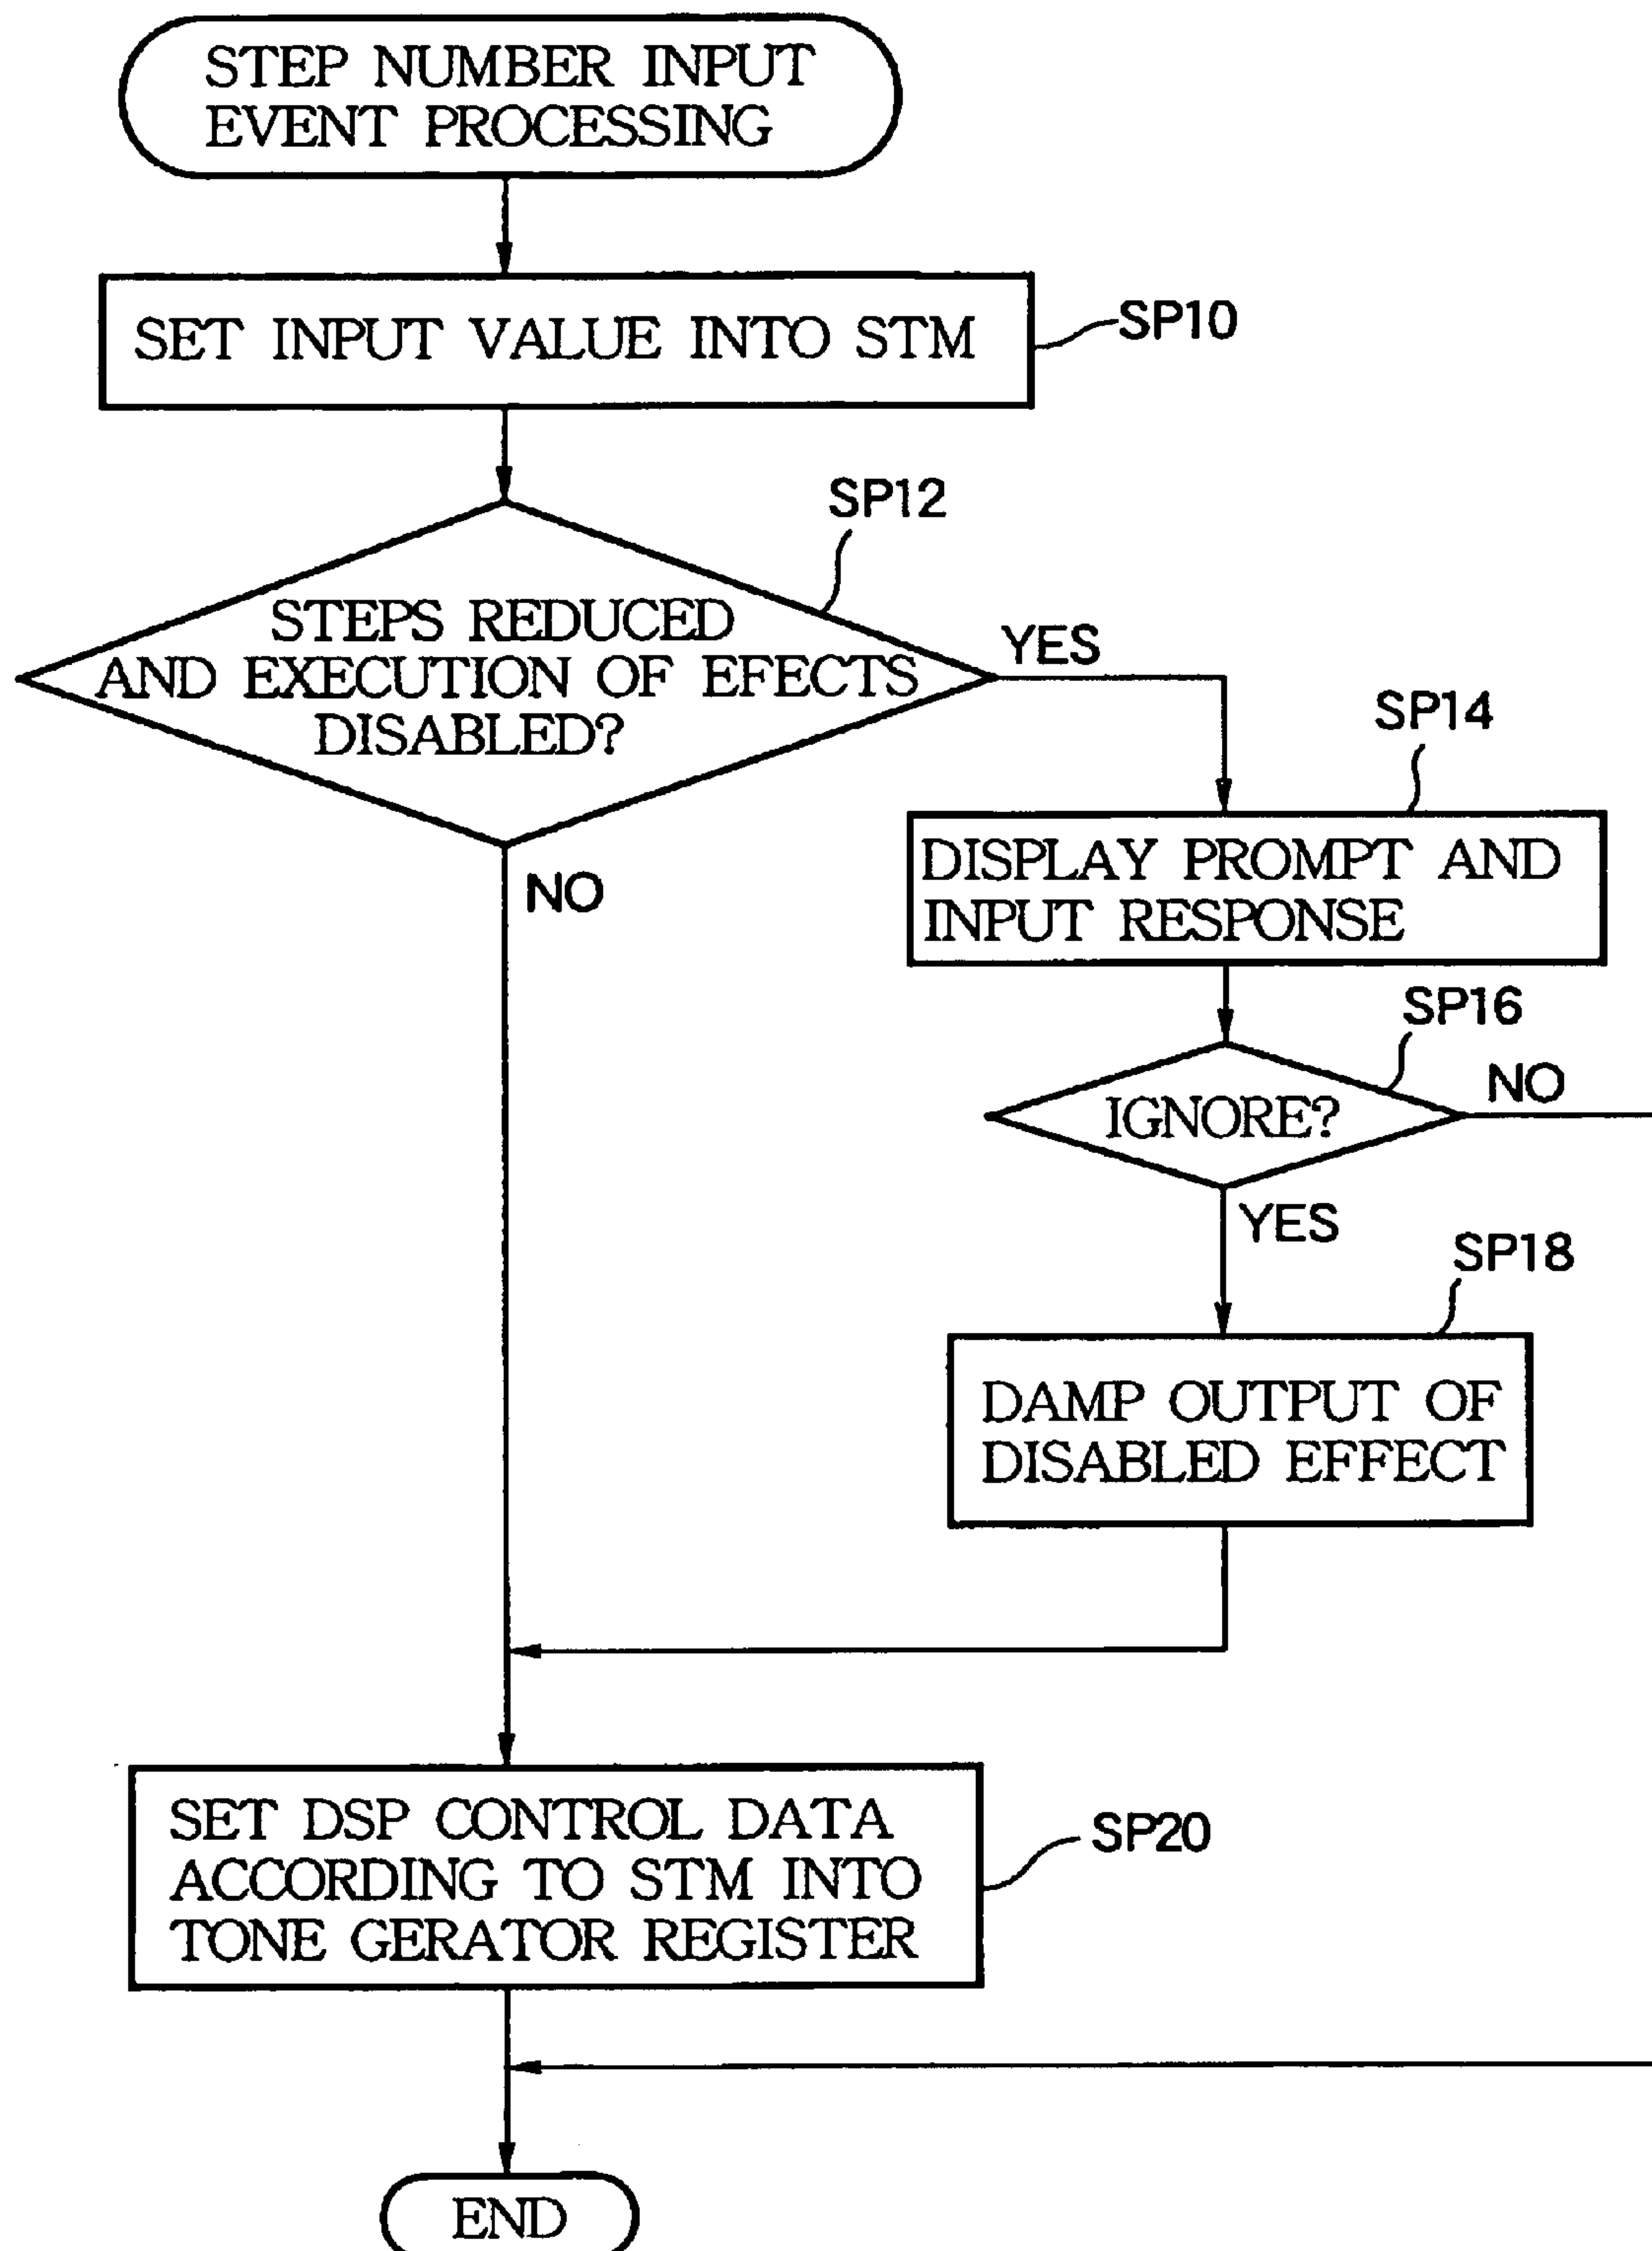 STEP NUMBER INPUT
EVENT PROCESSING
SET INPUT VALUE INTO STM
SP10
SP12
STEPS REDUCED
AND EXECUTION OF EFECTS
DISABLED?
YES
NO
SP14
DISPLAY PROMPT AND
INPUT RESPONSE
SP16
IGNORE?
NO
YES
SP18
DAMP OUTPUT OF
DISABLED EFFECT
SET DSP CONTROL DATA
ACCORDING TO STM INTO
TONE GERATOR REGISTER
SP20
END